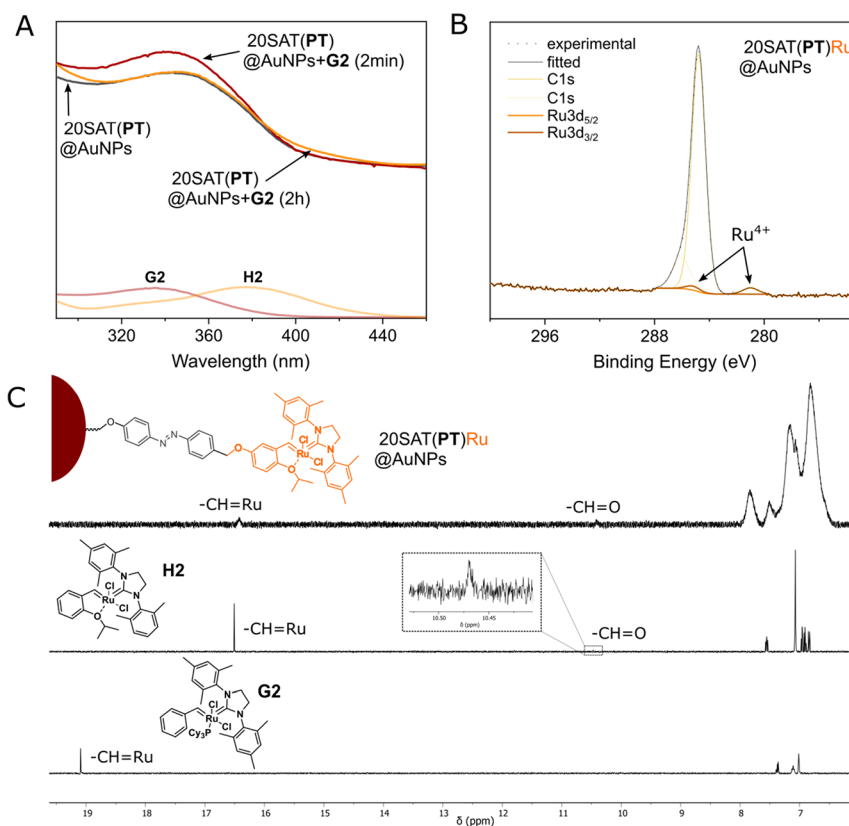 A
20SAT(PT)
@AuNPs+G2 (2min)
20SAT(PT)
@AuNPs
20SAT(PT)
@AuNPs+G2 (2h)
G2
H2
320
360
400
440
Wavelength (nm)
B
experimental
fitted
C1s
C1s
Ru3d5/2
Ru3d3/2
20SAT(PT)Ru
@AuNPs
Ru4+
296
288
280
Binding Energy (eV)
C
O
N
N
O
O
Ru
Cl
Cl
N
N
20SAT(PT)Ru
@AuNPs
-CH=Ru
-CH=O
H2
O
Ru
Cl
Cl
N
N
-CH=Ru
10.50
10.45
δ (ppm)
-CH=O
G2
Cy3P
Ru
Cl
Cl
N
N
-CH=Ru
19
18
17
16
15
14
13
12
11
10
9
8
7
δ (ppm)